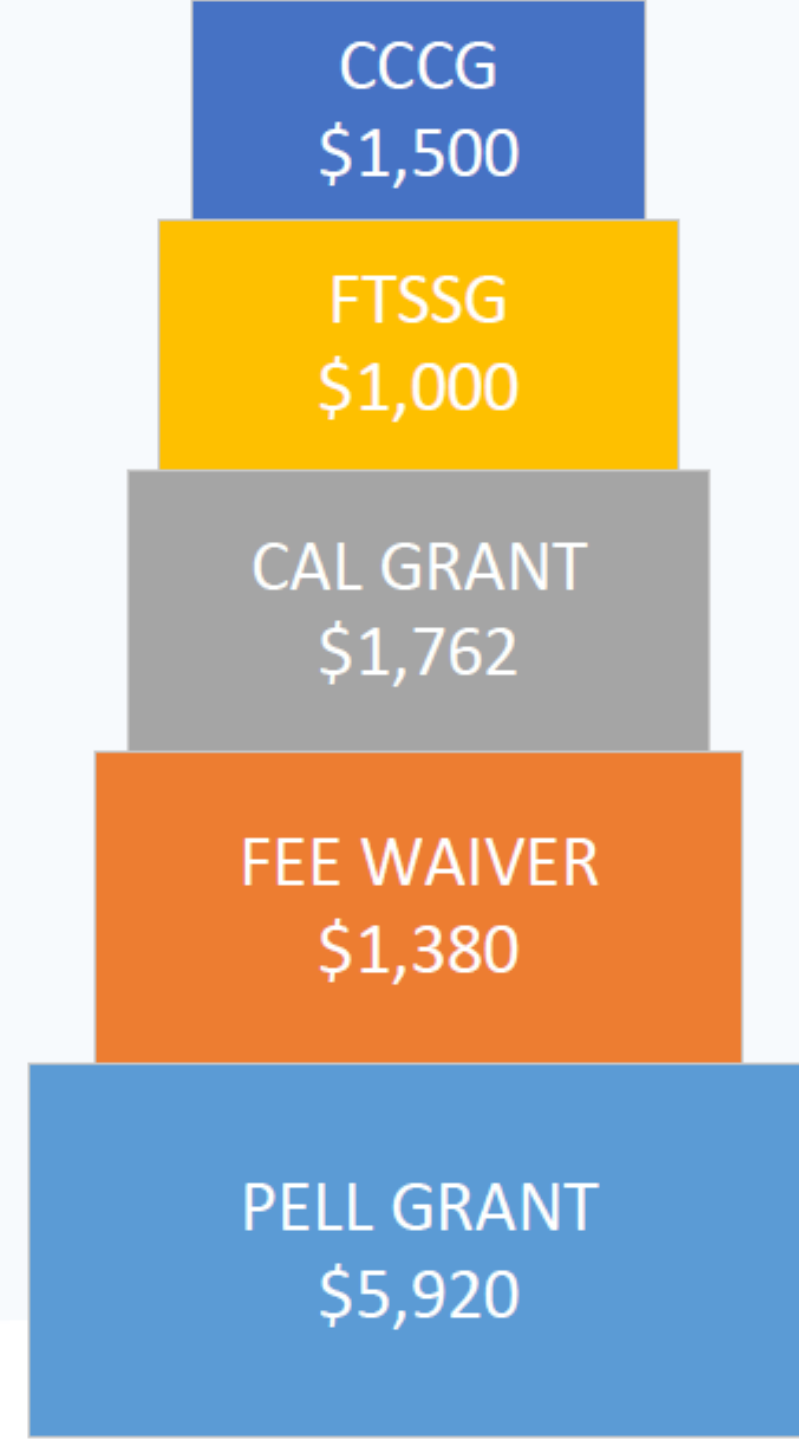 CCCG
$1,500
FTSSG
$1,000
CAL GRANT
$1,762
FEE WAIVER
$1,380
PELL GRANT
$5,920